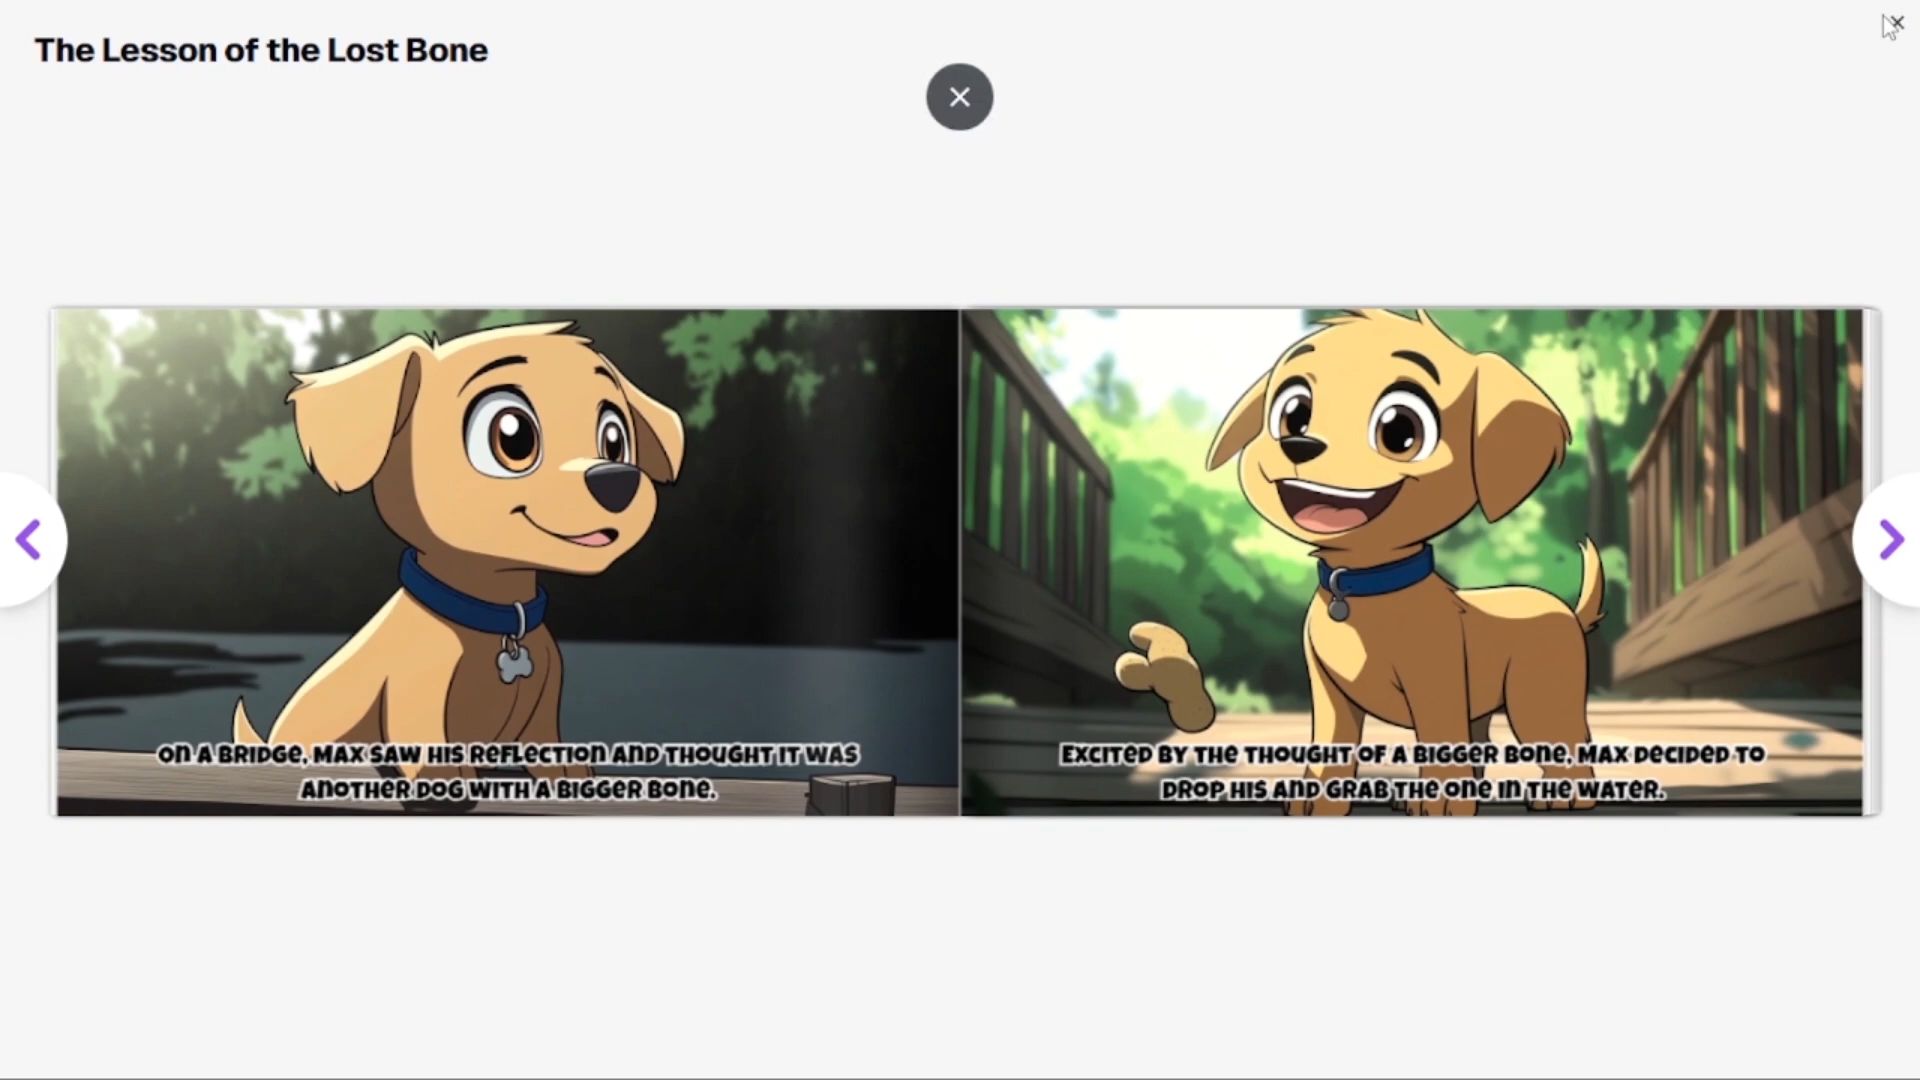 The Lesson of the Lost Bone
ON A BRIDGE, MAX SAW HIS REFLECTION AND THOUGHT IT WAS
ANOTHER DOG WITH A BIGGER BONE.
EXCITED BY THE THOUGHT OF A BIGGER BONE, MAX DECIDED TO
DROP HIS AND GRAB THE ONE IN THE WATER.